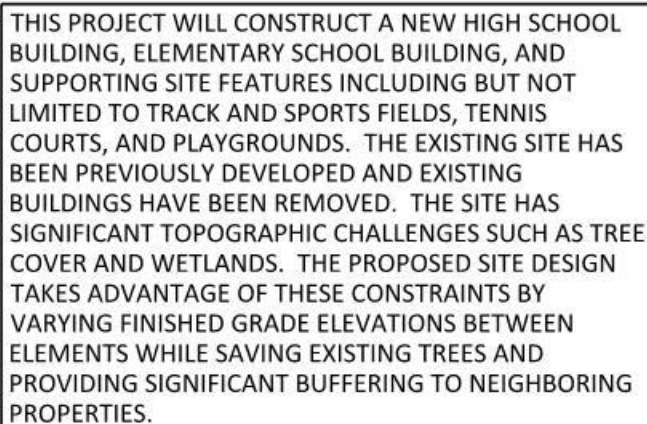 THIS PROJECT WILL CONSTRUCT A NEW HIGH SCHOOL
BUILDING, ELEMENTARY SCHOOL BUILDING, AND
SUPPORTING SITE FEATURES INCLUDING BUT NOT
LIMITED TO TRACK AND SPORTS FIELDS, TENNIS
COURTS, AND PLAYGROUNDS.  THE EXISTING SITE HAS
BEEN PREVIOUSLY DEVELOPED AND EXISTING
BUILDINGS HAVE BEEN REMOVED.  THE SITE HAS
SIGNIFICANT TOPOGRAPHIC CHALLENGES SUCH AS TREE
COVER AND WETLANDS.  THE PROPOSED SITE DESIGN
TAKES ADVANTAGE OF THESE CONSTRAINTS BY
VARYING FINISHED GRADE ELEVATIONS BETWEEN
ELEMENTS WHILE SAVING EXISTING TREES AND
PROVIDING SIGNIFICANT BUFFERING TO NEIGHBORING
PROPERTIES.